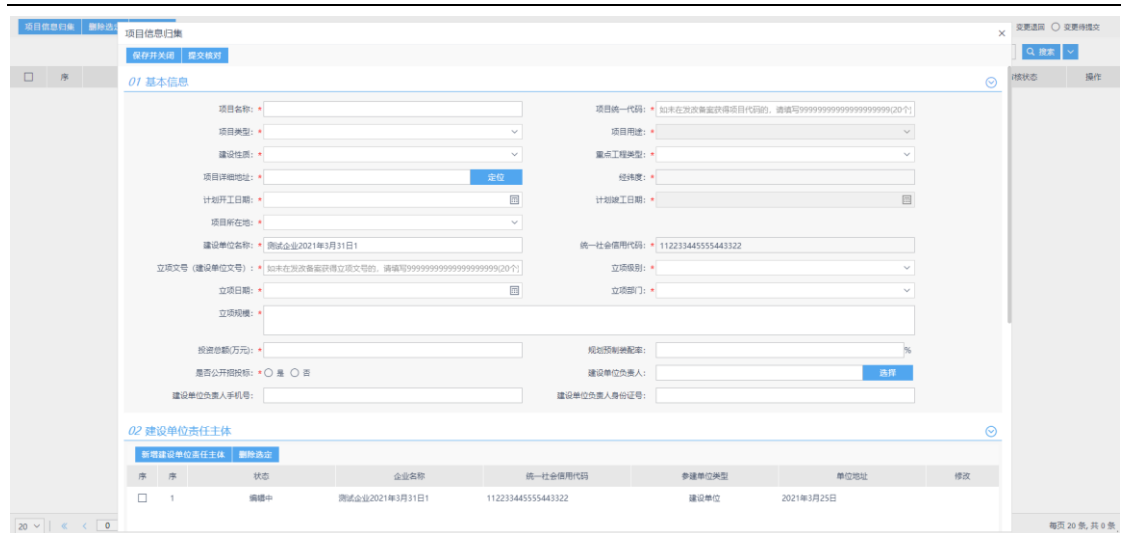 项目信息归集 删除选定
变更退回 变更待提交
搜索
序 核状态 操作
项目信息归集 ×
保存并关闭 提交核对
01 基本信息
项目名称: * 项目统一代码: * 如未在发改备案获得项目代码的，请填写99999999999999999999(20个)
项目类型: * 项目用途: *
建设性质: * 重点工程类型: *
项目详细地址: * 定位 经纬度: *
计划开工日期: * 计划竣工日期: *
项目所在地: *
建设单位名称: * 测试企业2021年3月31日1 统一社会信用代码: * 112233445555443322
立项文号（建设单位文号）: * 如未在发改备案获得立项文号的，请填写99999999999999999999(20个)
立项级别: *
立项日期: * 立项部门: *
立项规模: *
投资总额(万元): * 规划预制装配率: %
是否公开招投标: * 是 否 建设单位负责人: 选择
建设单位负责人手机号: 建设单位负责人身份证号:
02 建设单位责任主体
新增建设单位责任主体 删除选定
序 序 状态 企业名称 统一社会信用代码 参建单位类型 单位地址 修改
1 编辑中 测试企业2021年3月31日1 112233445555443322 建设单位 2021年3月25日
20 0 每页 20 条, 共 0 条